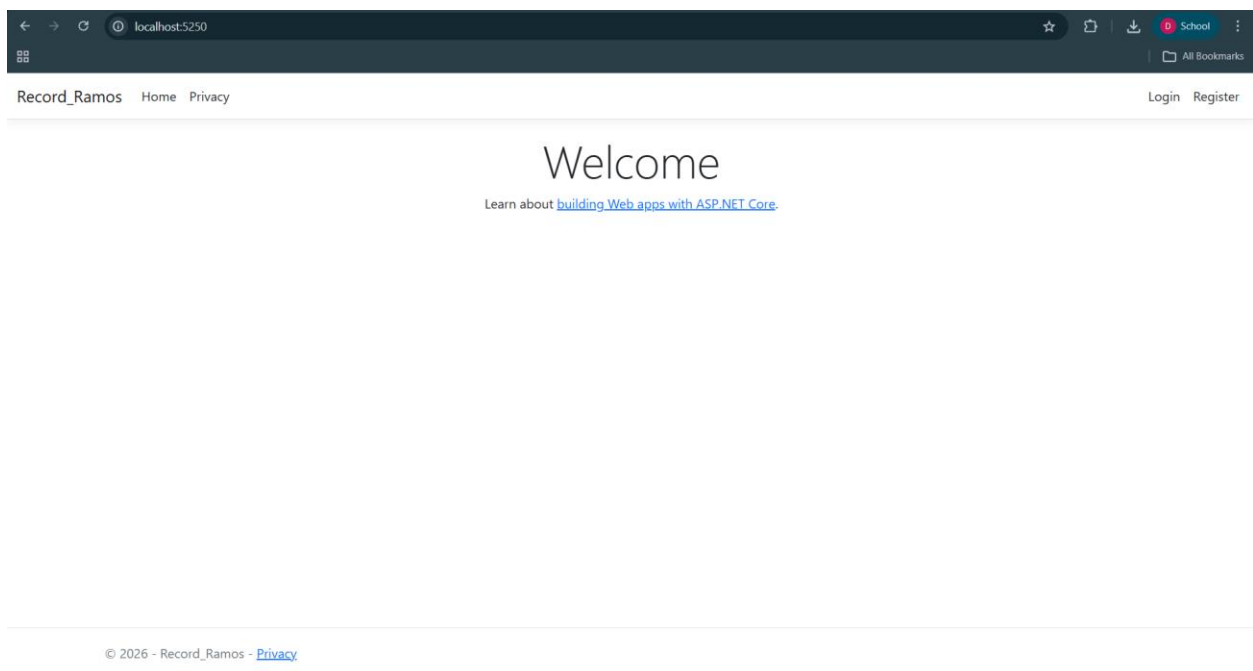 localhost:5250
D School
All Bookmarks
Record_Ramos Home Privacy Login Register
Welcome
Learn about building Web apps with ASP.NET Core.
© 2026 - Record_Ramos - Privacy